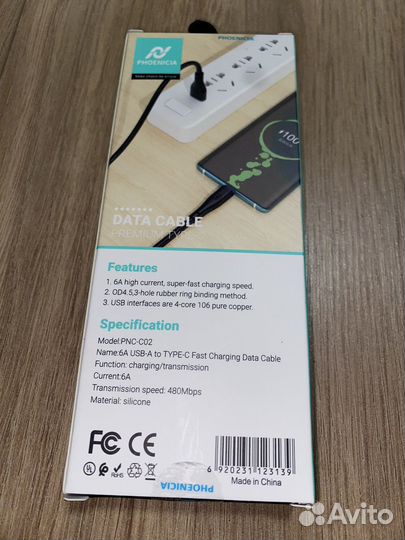 PHOENICIA
PHOENICIA
100
DATA CABLE
PREMIUM TYPE
Features
1. 6A high current, super-fast charging speed.
2. OD4.5,3-hole rubber ring binding method.
3. USB interfaces are 4-core 106 pure copper.
Specification
Model:PNC-C02
Name:6A USB-A to TYPE-C Fast Charging Data Cable
Function: charging/transmission
Current:6A
Transmission speed: 480Mbps
Material: silicone
FC CE
RoHS
6 920231 123139
Made in China
PHOENICIA
Avito